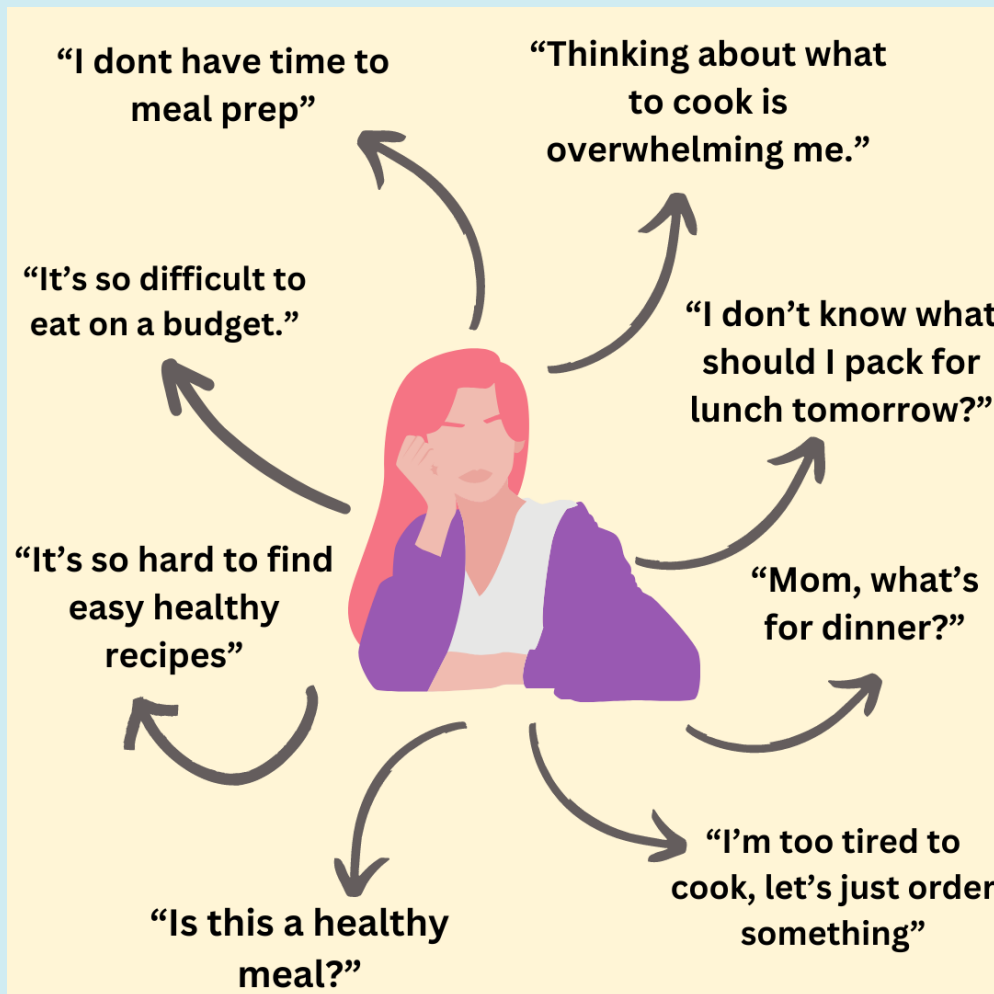 “I dont have time to
meal prep”
“Thinking about what
to cook is
overwhelming me.”
“It’s so difficult to
eat on a budget.”
“I don’t know what
should I pack for
lunch tomorrow?”
“It’s so hard to find
easy healthy
recipes”
“Mom, what’s
for dinner?”
“I’m too tired to
cook, let’s just order
something”
“Is this a healthy
meal?”